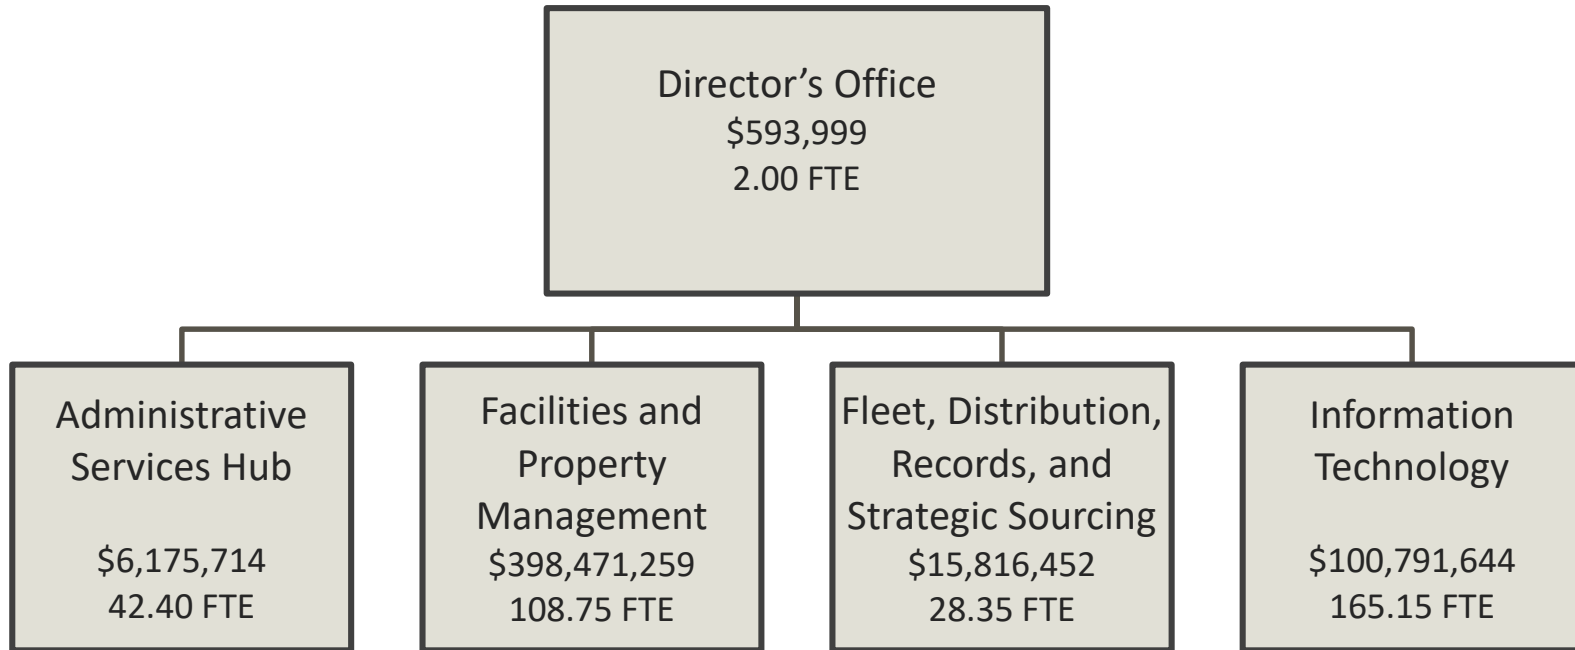 Director’s Office
$593,999
2.00 FTE
Administrative
Services Hub
$6,175,714
42.40 FTE
Facilities and
Property
Management
$398,471,259
108.75 FTE
Fleet, Distribution,
Records, and
Strategic Sourcing
$15,816,452
28.35 FTE
Information
Technology
$100,791,644
165.15 FTE